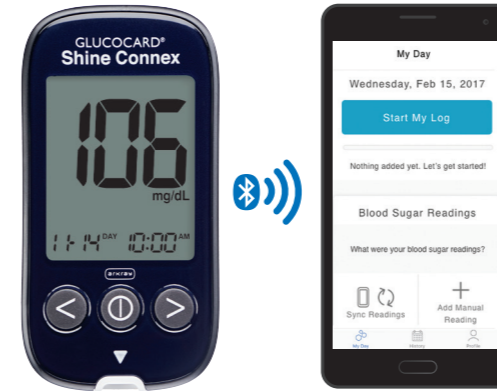 GLUCOCARD®
Shine Connex
106
mg/dL
11-14 DAY 10:00 AM
arkray
My Day
Wednesday, Feb 15, 2017
Start My Log
Nothing added yet. Let's get started!
Blood Sugar Readings
What were your blood sugar readings?
Sync Readings
Add Manual
Reading
My Day
History
Profile